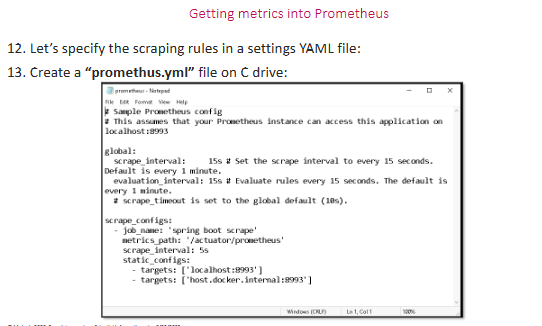 Getting metrics into Prometheus
12. Let's specify the scraping rules in a settings YAML file:
13. Create a “promethus.yml” file on C drive:
prometheus - Notepad
File Edit Format View Help
# Sample Prometheus config
# This assumes that your Prometheus instance can access this application on
localhost:8993
global:
scrape_interval: 15s # Set the scrape interval to every 15 seconds.
Default is every 1 minute.
evaluation_interval: 15s # Evaluate rules every 15 seconds. The default is
every 1 minute.
# scrape_timeout is set to the global default (10s).
scrape_configs:
- job_name: 'spring boot scrape'
metrics_path: '/actuator/prometheus'
scrape_interval: 5s
static_configs:
- targets: ['localhost:8993']
- targets: ['host.docker.internal:8993']
Windows (CRLF) Ln 1, Col 1 100%